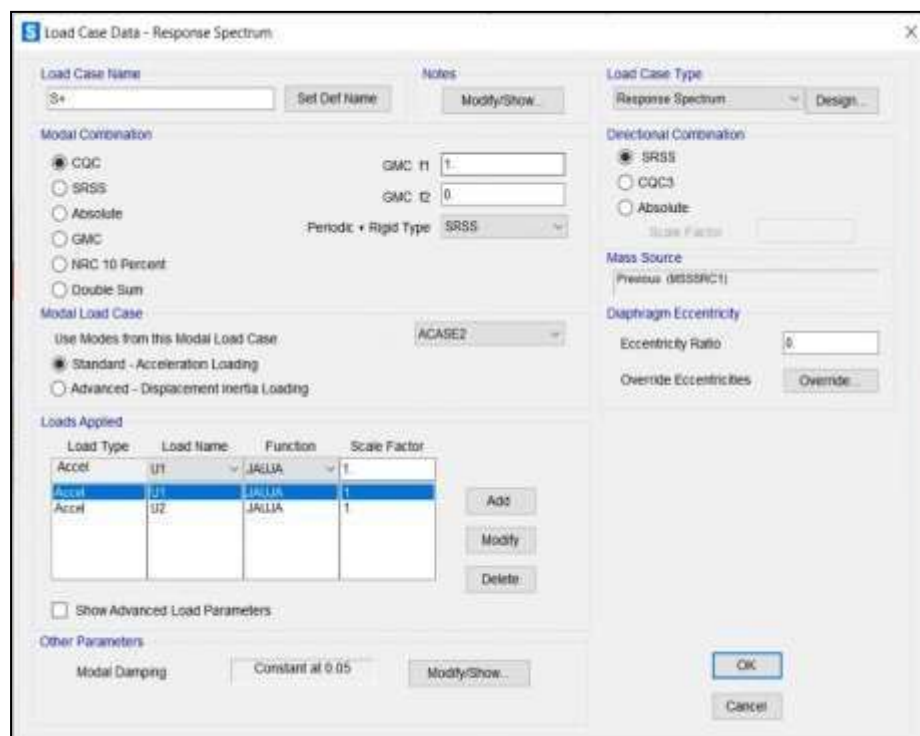 Load Case Data - Response Spectrum
Load Case Name
S+
Set Def Name
Notes
Modify/Show...
Load Case Type
Response Spectrum
Design...
Modal Combination
CQC
SRSS
Absolute
GMC
NRC 10 Percent
Double Sum
GMC f1 1.
GMC f2 0.
Periodic + Rigid Type SRSS
Directional Combination
SRSS
CQC3
Absolute
Scale Factor
Mass Source
Previous (MSSSRC1)
Modal Load Case
Use Modes from this Modal Load Case ACASE2
Standard - Acceleration Loading
Advanced - Displacement Inertia Loading
Diaphragm Eccentricity
Eccentricity Ratio 0.
Override Eccentricities Override...
Loads Applied
Load Type Load Name Function Scale Factor
Accel U1 JAUJA 1.
Accel U1 JAUJA 1.
Accel U2 JAUJA 1.
Add
Modify
Delete
Show Advanced Load Parameters
Other Parameters
Modal Damping Constant at 0.05 Modify/Show...
OK
Cancel